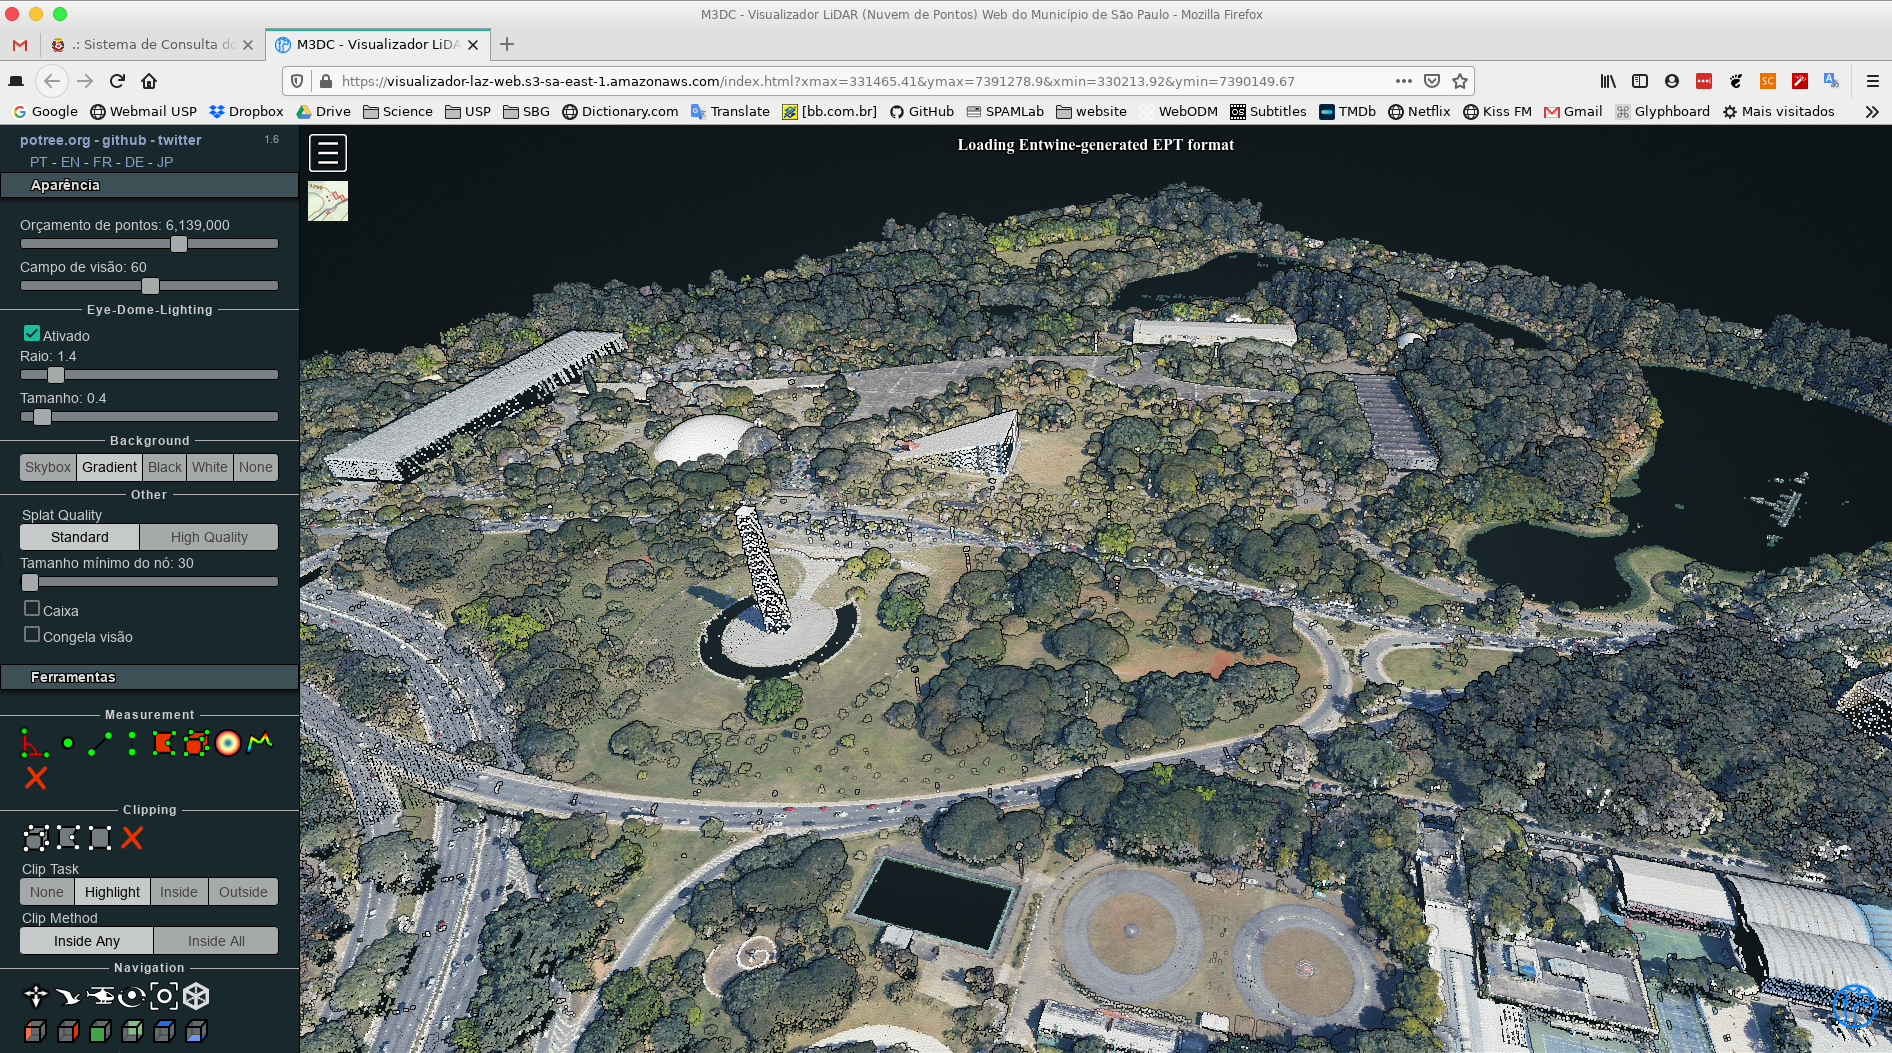 M3DC - Visualizador LiDAR (Nuvem de Pontos) Web do Município de São Paulo - Mozilla Firefox
.: Sistema de Consulta do
M3DC - Visualizador LiDA
https://visualizador-laz-web.s3-sa-east-1.amazonaws.com/index.html?xmax=331465.41&ymax=7391278.9&xmin=330213.92&ymin=7390149.67
Google Webmail USP Dropbox Drive Science USP SBG Dictionary.com Translate [bb.com.br] GitHub SPAMLab website WebODM Subtitles TMDb Netflix Kiss FM Gmail Glyphboard Mais visitados
potree.org - github - twitter 1.6
PT - EN - FR - DE - JP
Loading Entwine-generated EPT format
Aparência
Orçamento de pontos: 6,139,000
Campo de visão: 60
Eye-Dome-Lighting
Ativado
Raio: 1.4
Tamanho: 0.4
Background
Skybox Gradient Black White None
Other
Splat Quality
Standard High Quality
Tamanho mínimo do nó: 30
Caixa
Congela visão
Ferramentas
Measurement
Clipping
Clip Task
None Highlight Inside Outside
Clip Method
Inside Any Inside All
Navigation